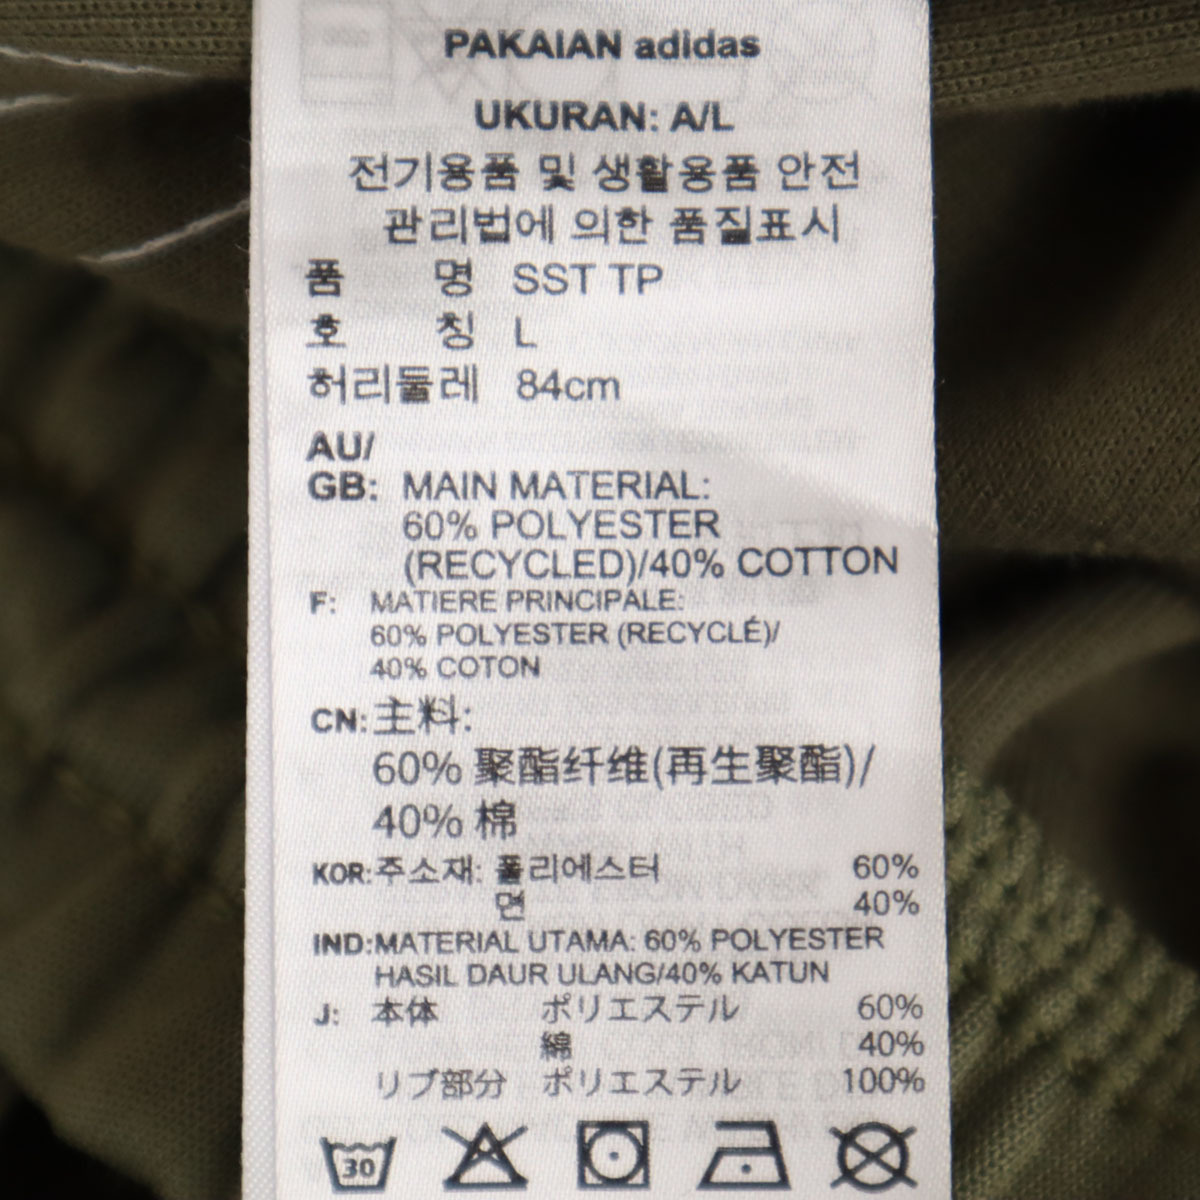 PAKAIAN adidas
UKURAN: A/L
전기용품 및 생활용품 안전
관리법에 의한 품질표시
품 명 SST TP
호 칭 L
허리둘레 84cm
AU/
GB: MAIN MATERIAL:
60% POLYESTER
(RECYCLED)/40% COTTON
F: MATIERE PRINCIPALE:
60% POLYESTER (RECYCLÉ)/
40% COTON
CN: 主料:
60% 聚酯纤维(再生聚酯)/
40% 棉
KOR: 주소재: 폴리에스터 60%
면 40%
IND: MATERIAL UTAMA: 60% POLYESTER
HASIL DAUR ULANG/40% KATUN
J: 本体 ポリエステル 60%
綿 40%
リブ部分 ポリエステル 100%
30